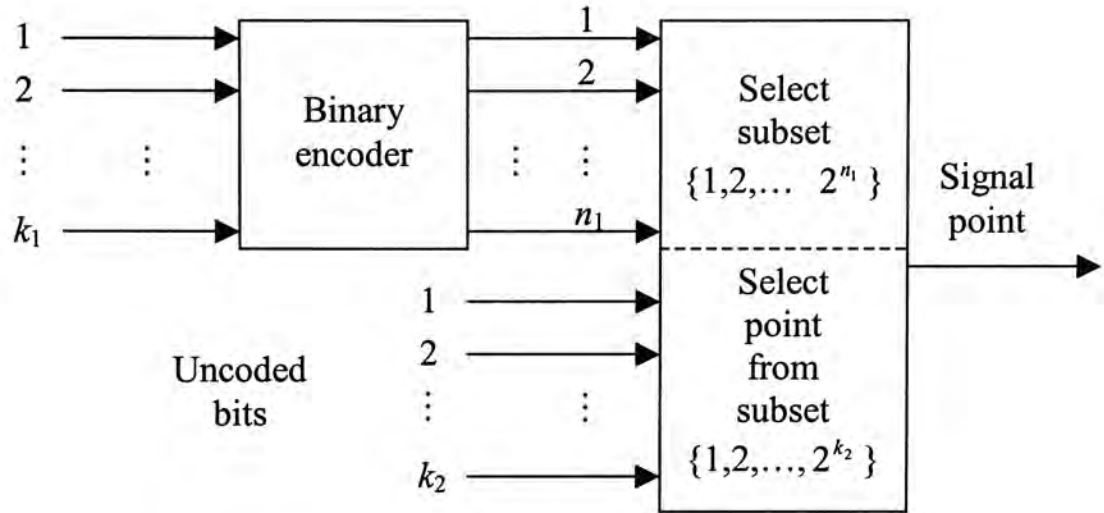 1
2
⋮ ⋮
k₁
Binary
encoder
1
2
⋮ ⋮
n₁
Select
subset
{1,2,… 2^{n₁}}
Signal
point
Uncoded
bits
1
2
⋮ ⋮
k₂
Select
point
from
subset
{1,2,…, 2^{k₂}}